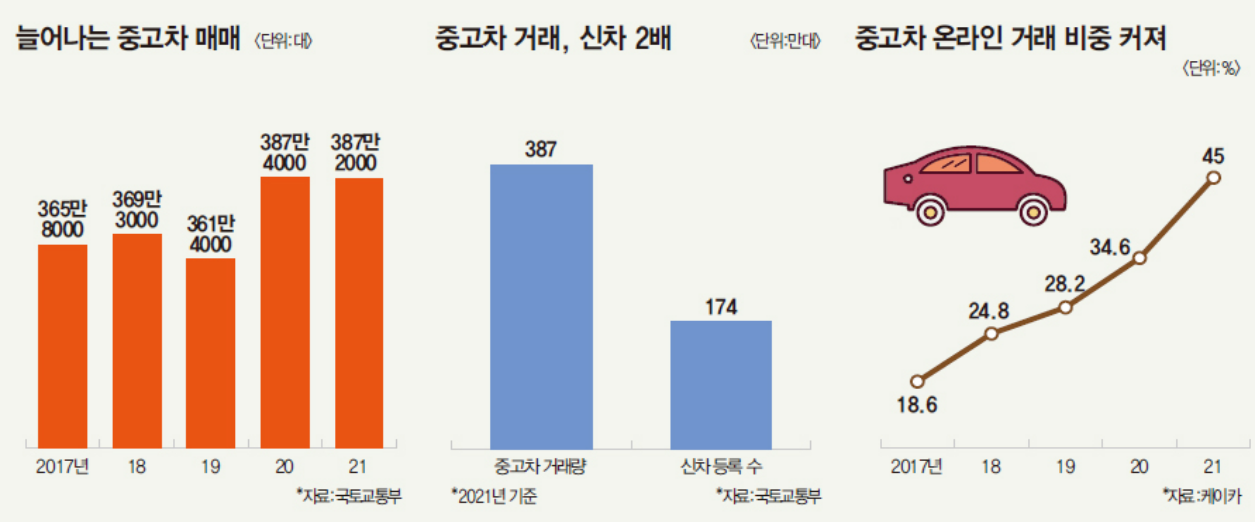 늘어나는 중고차 매매 〈단위:대〉
365만
8000
369만
3000
361만
4000
387만
4000
387만
2000
2017년 18 19 20 21
*자료:국토교통부
중고차 거래, 신차 2배 〈단위:만대〉
387
174
중고차 거래량 신차 등록 수
*2021년 기준 *자료:국토교통부
중고차 온라인 거래 비중 커져
〈단위:%〉
18.6
24.8
28.2
34.6
45
2017년 18 19 20 21
*자료:케이카